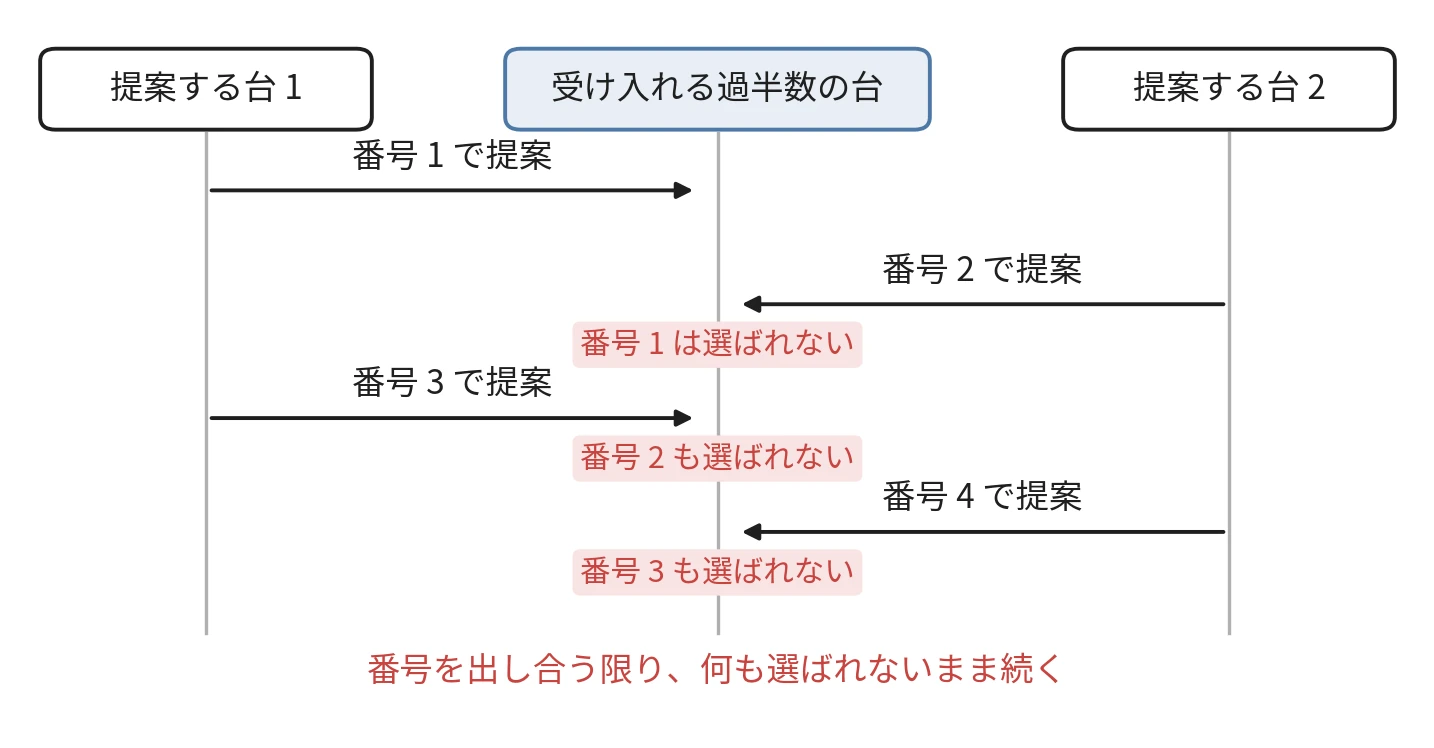 提案する台 1
受け入れる過半数の台
提案する台 2
番号 1 で提案
番号 2 で提案
番号 1 は選ばれない
番号 3 で提案
番号 2 も選ばれない
番号 4 で提案
番号 3 も選ばれない
番号を出し合う限り、何も選ばれないまま続く